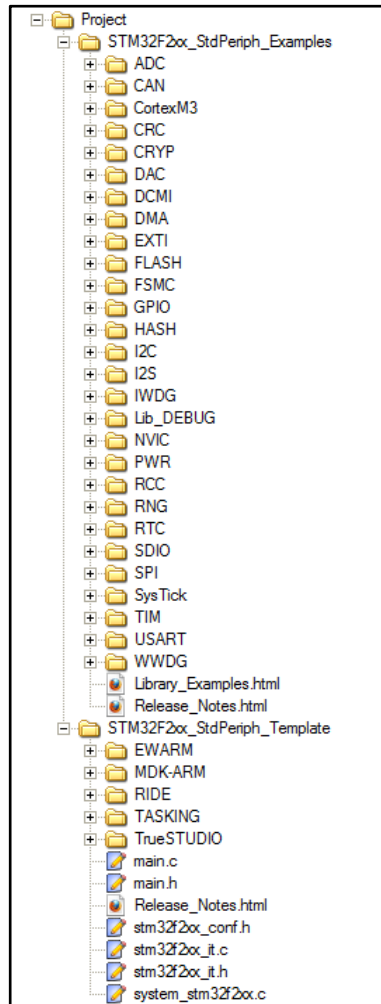 Project
STM32F2xx_StdPeriph_Examples
ADC
CAN
CortexM3
CRC
CRYP
DAC
DCMI
DMA
EXTI
FLASH
FSMC
GPIO
HASH
I2C
I2S
IWDG
Lib_DEBUG
NVIC
PWR
RCC
RNG
RTC
SDIO
SPI
SysTick
TIM
USART
WWDG
Library_Examples.html
Release_Notes.html
STM32F2xx_StdPeriph_Template
EWARM
MDK-ARM
RIDE
TASKING
TrueSTUDIO
main.c
main.h
Release_Notes.html
stm32f2xx_conf.h
stm32f2xx_it.c
stm32f2xx_it.h
system_stm32f2xx.c